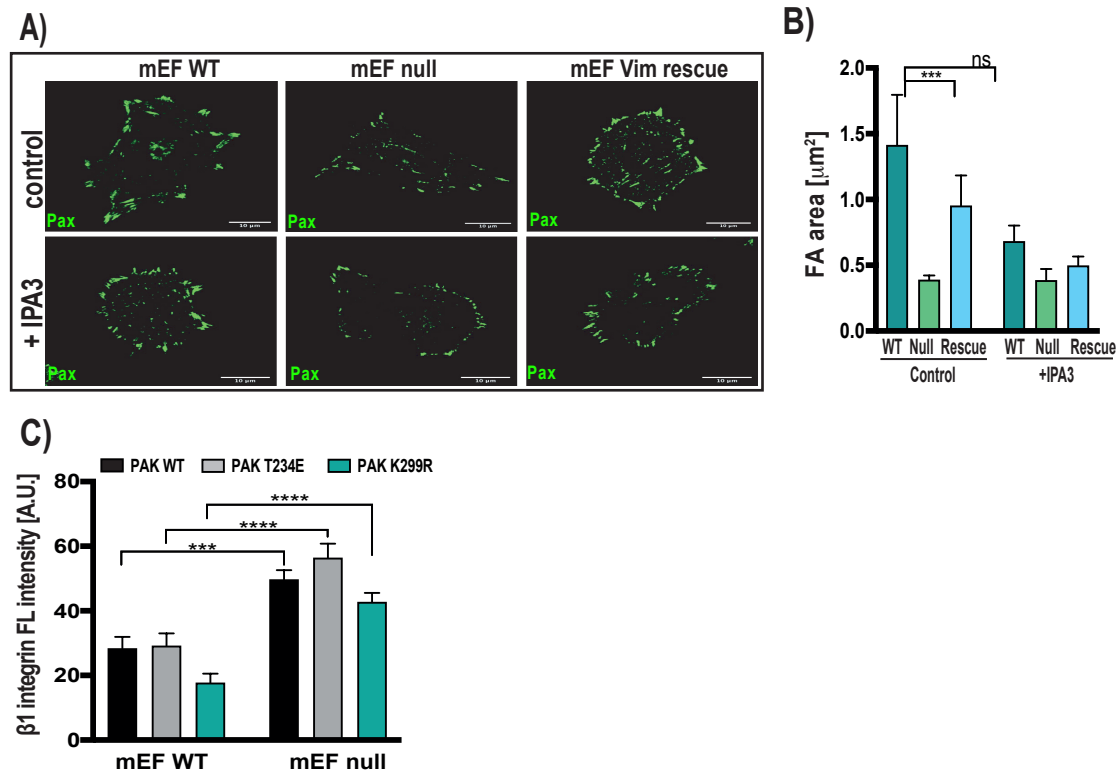 A)
mEF WT mEF null mEF Vim rescue
control
Pax 10 μm Pax 10 μm Pax 10 μm
+ IPA3
Pax 10 μm Pax 10 μm Pax 10 μm
B)
ns
***
FA area [μm²]
2.0
1.5
1.0
0.5
0.0
WT Null Rescue WT Null Rescue
Control +IPA3
C)
PAK WT PAK T234E PAK K299R
β1 integrin FL intensity [A.U.]
80
60
40
20
0
****
****
***
mEF WT mEF null